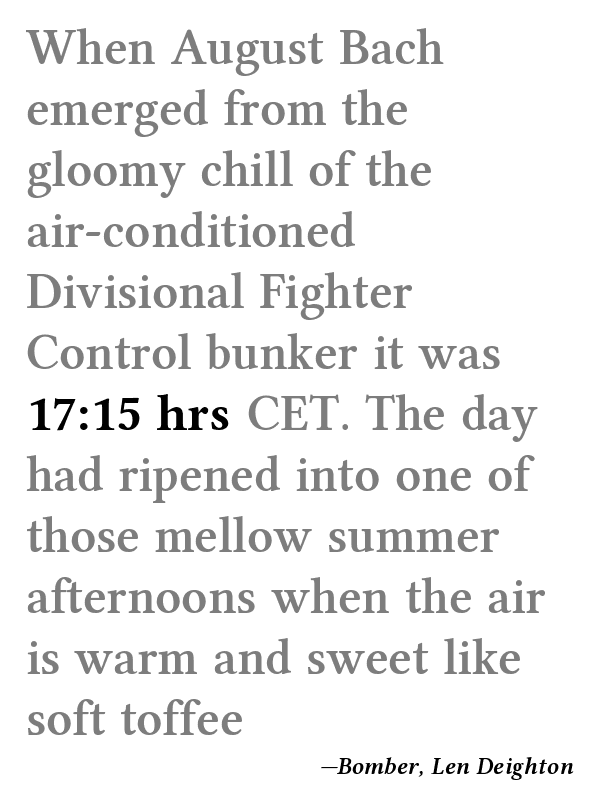 When August Bach
emerged from the
gloomy chill of the
air-conditioned
Divisional Fighter
Control bunker it was
17:15 hrs CET. The day
had ripened into one of
those mellow summer
afternoons when the air
is warm and sweet like
soft toffee
—Bomber, Len Deighton